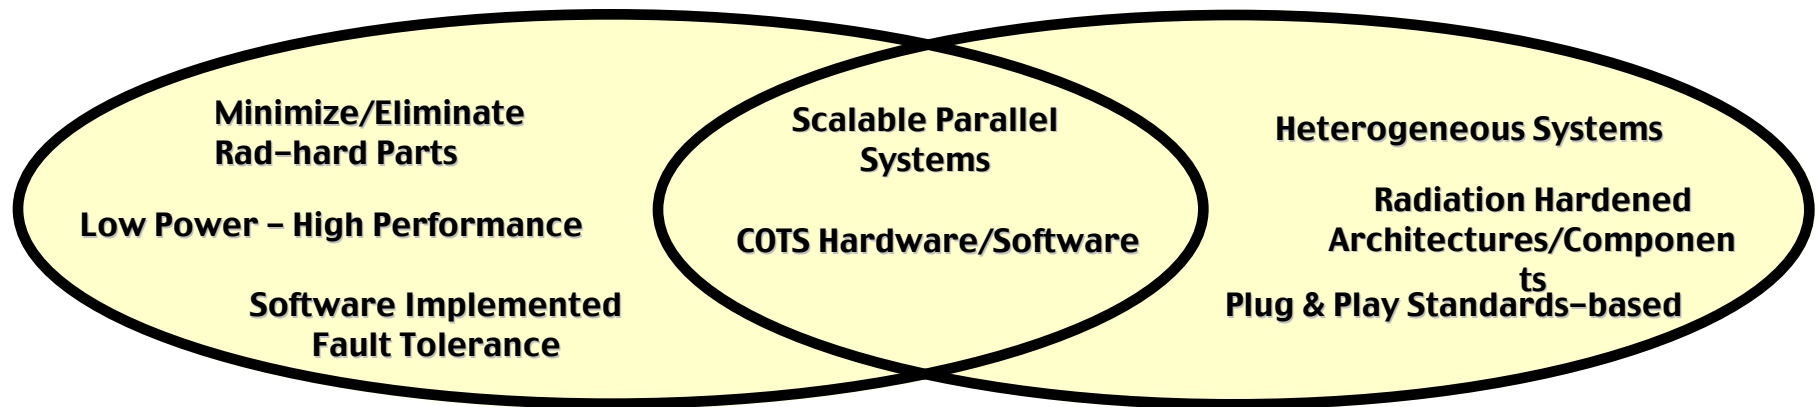 Minimize/Eliminate
Rad-hard Parts
Low Power - High Performance
Software Implemented
Fault Tolerance
Scalable Parallel
Systems
COTS Hardware/Software
Heterogeneous Systems
Radiation Hardened
Architectures/Componen
ts
Plug & Play Standards-based